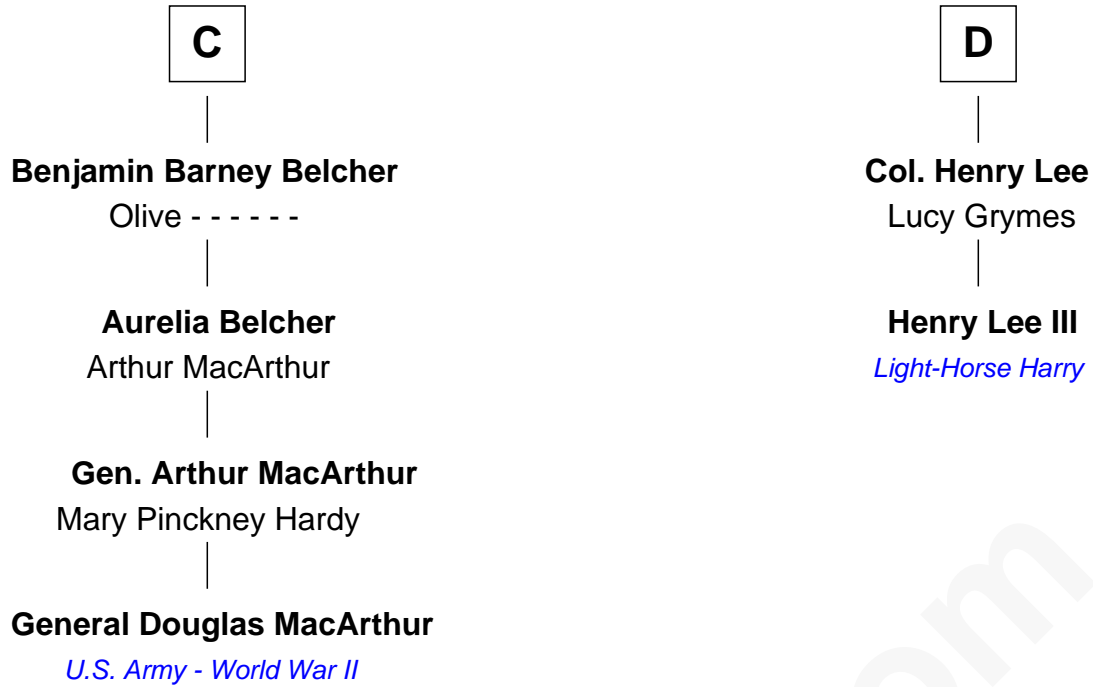 C
Benjamin Barney Belcher
Olive - - - - - -
Aurelia Belcher
Arthur MacArthur
Gen. Arthur MacArthur
Mary Pinckney Hardy
General Douglas MacArthur
U.S. Army - World War II
D
Col. Henry Lee
Lucy Grymes
Henry Lee III
Light-Horse Harry
om